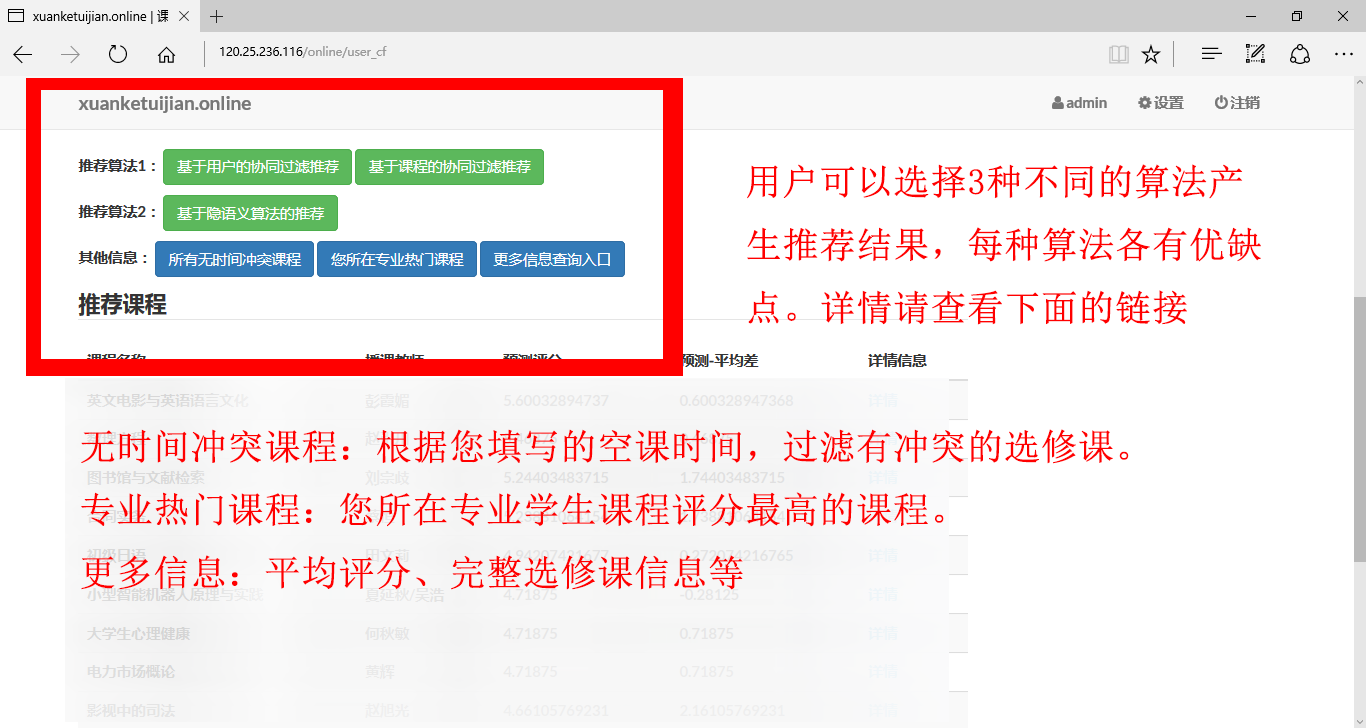 xuanketuijian.online | 课
120.25.236.116/online/user_cf
xuanketuijian.online
admin 设置 注销
推荐算法1： 基于用户的协同过滤推荐 基于课程的协同过滤推荐
推荐算法2： 基于隐语义算法的推荐
其他信息： 所有无时间冲突课程 您所在专业热门课程 更多信息查询入口
推荐课程
用户可以选择3种不同的算法产
生推荐结果，每种算法各有优缺
点。详情请查看下面的链接
课程名称 授课教师 预测评分 预测-平均差 详情信息
英文电影与英语语言文化 彭霞媚 5.60032894737 0.600328947368 详情
无时间冲突课程：根据您填写的空课时间，过滤有冲突的选修课。
图书馆与文献检索 刘宗歧 5.24403483715 1.74403483715 详情
专业热门课程：您所在专业学生课程评分最高的课程。
初级日语 4.94207421677 0.272074216765 详情
更多信息：平均评分、完整选修课信息等
小型智能机器人原理与实践 夏延秋/吴浩 4.71875 -0.28125 详情
大学生心理健康 何秋敏 4.71875 0.71875 详情
电力市场概论 黄辉 4.71875 0.71875 详情
影视中的司法 赵旭光 4.66105769231 2.16105769231 详情